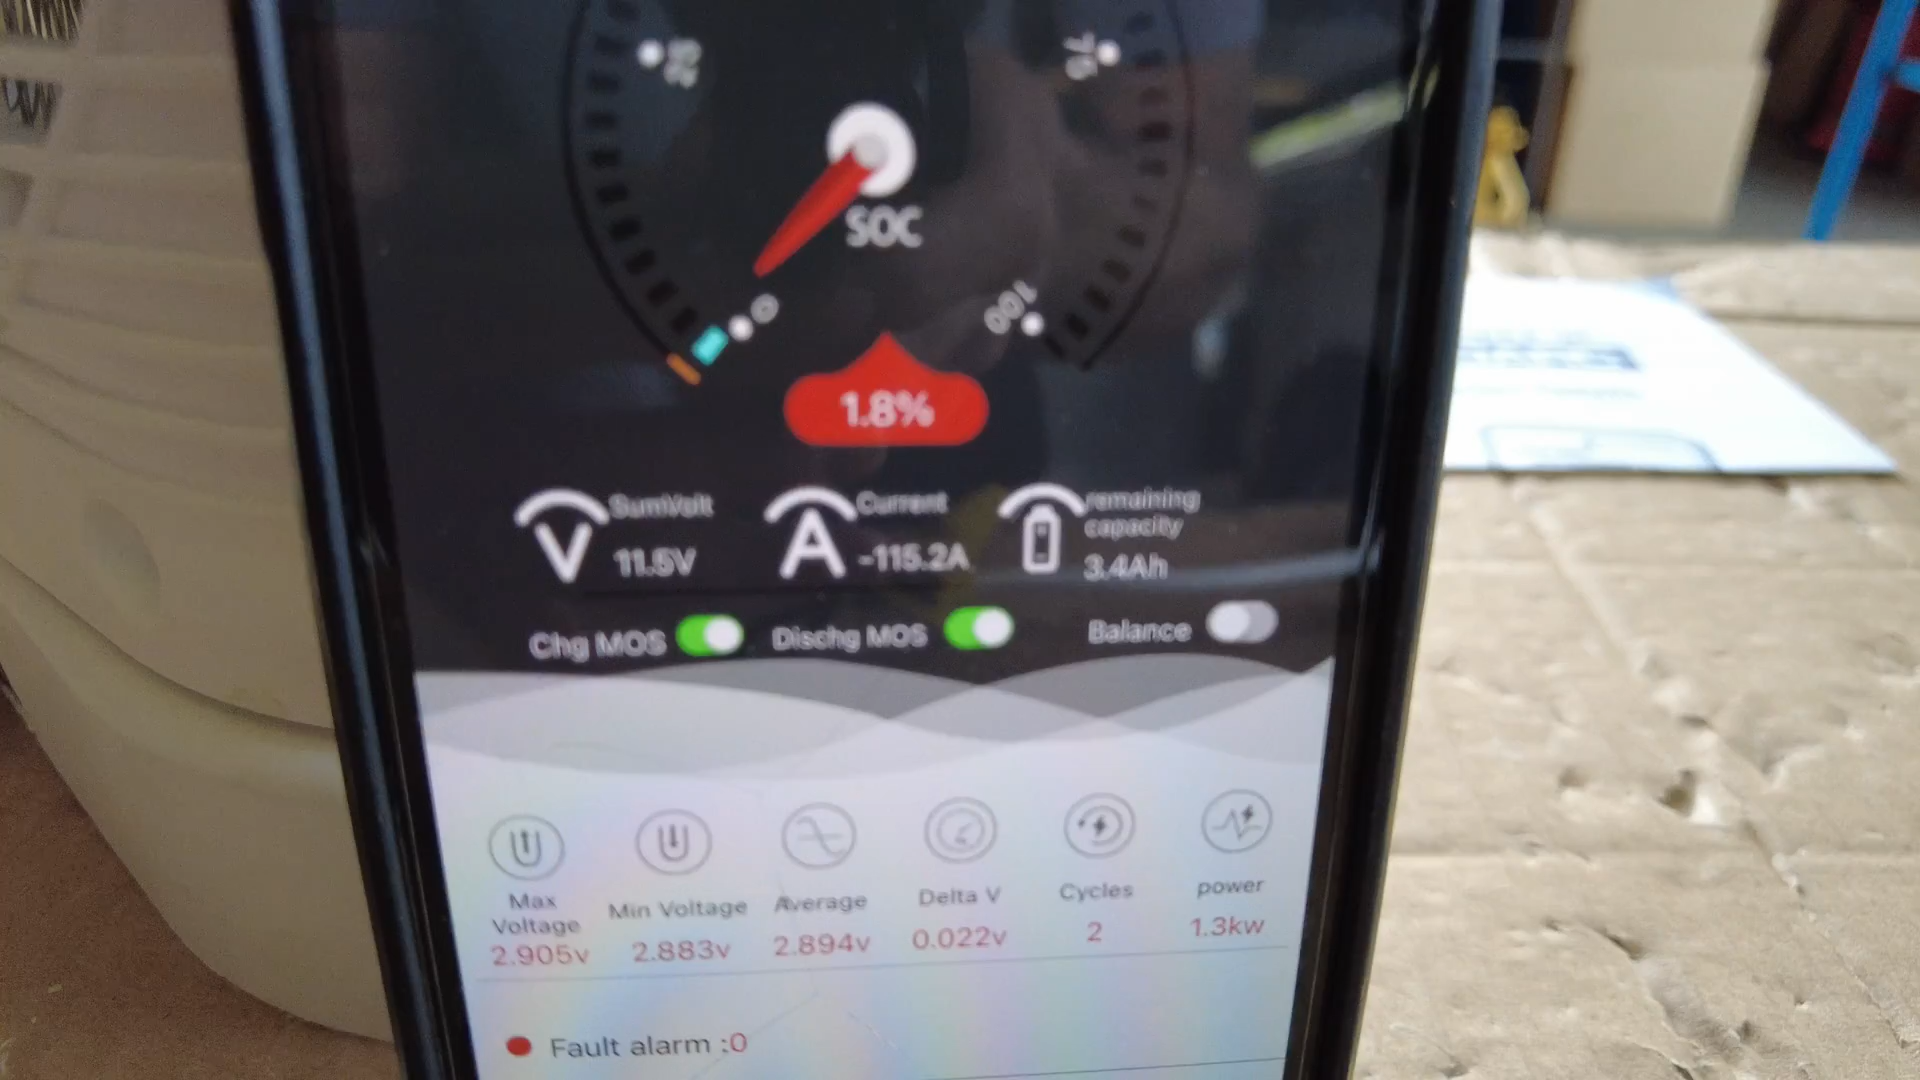 25
75
SOC
0
100
1.8%
SumVolt
11.5V
Current
-115.2A
remaining
capacity
3.4Ah
Chg MOS
Dischg MOS
Balance
Max
Voltage
2.905v
Min Voltage
2.883v
Average
2.894v
Delta V
0.022v
Cycles
2
power
1.3kw
Fault alarm :0